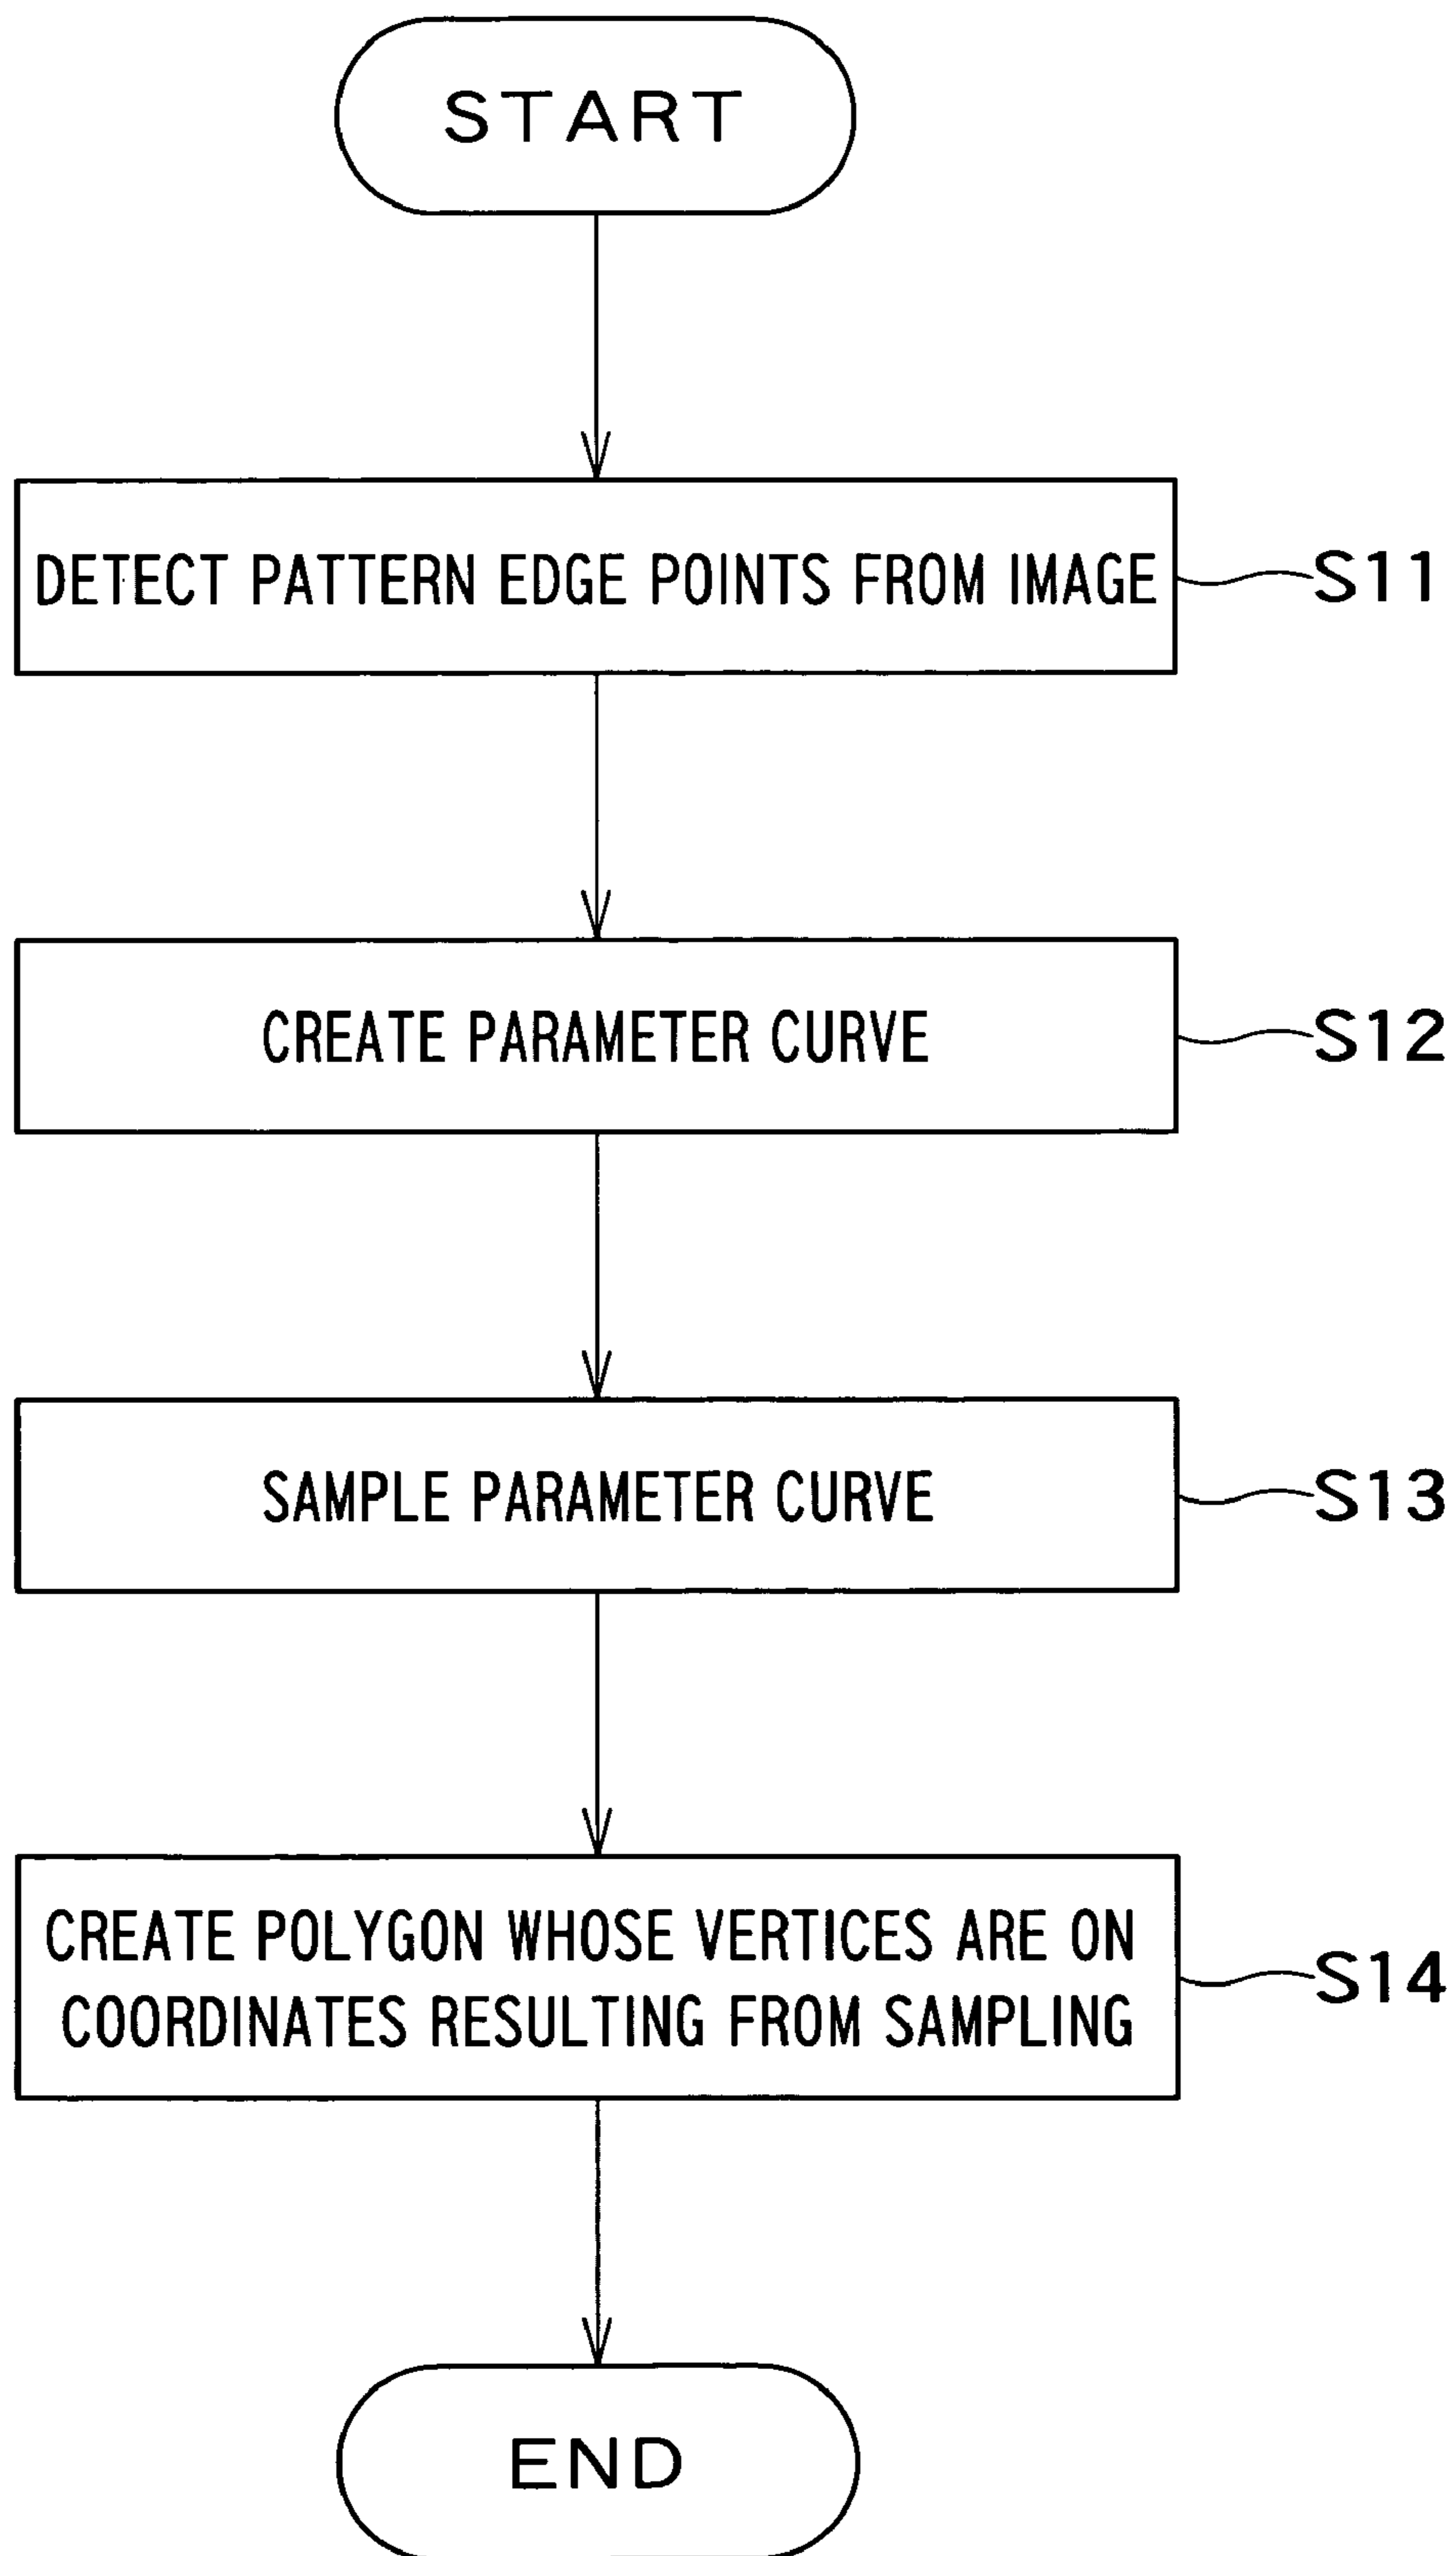 START
DETECT PATTERN EDGE POINTS FROM IMAGE
S11
CREATE PARAMETER CURVE
S12
SAMPLE PARAMETER CURVE
S13
CREATE POLYGON WHOSE VERTICES ARE ON
COORDINATES RESULTING FROM SAMPLING
S14
END